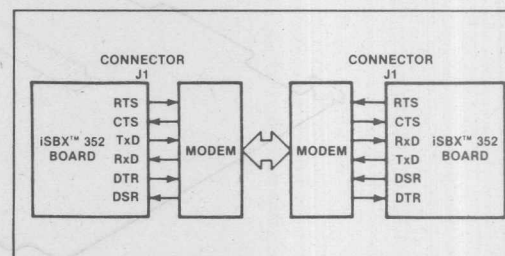 CONNECTOR
J1
iSBX™ 352
BOARD
RTS
CTS
TxD
RxD
DTR
DSR
MODEM
MODEM
CONNECTOR
J1
RTS
CTS
RxD
TxD
DSR
DTR
iSBX™ 352
BOARD